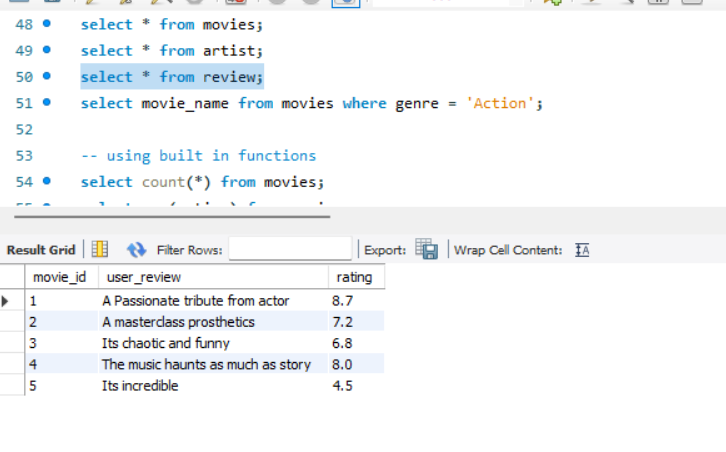 48 select * from movies;
49 select * from artist;
50 select * from review;
51 select movie_name from movies where genre = 'Action';
52
53 -- using built in functions
54 select count(*) from movies;
Result Grid Filter Rows: Export: Wrap Cell Content:
movie_id user_review rating
1 A Passionate tribute from actor 8.7
2 A masterclass prosthetics 7.2
3 Its chaotic and funny 6.8
4 The music haunts as much as story 8.0
5 Its incredible 4.5